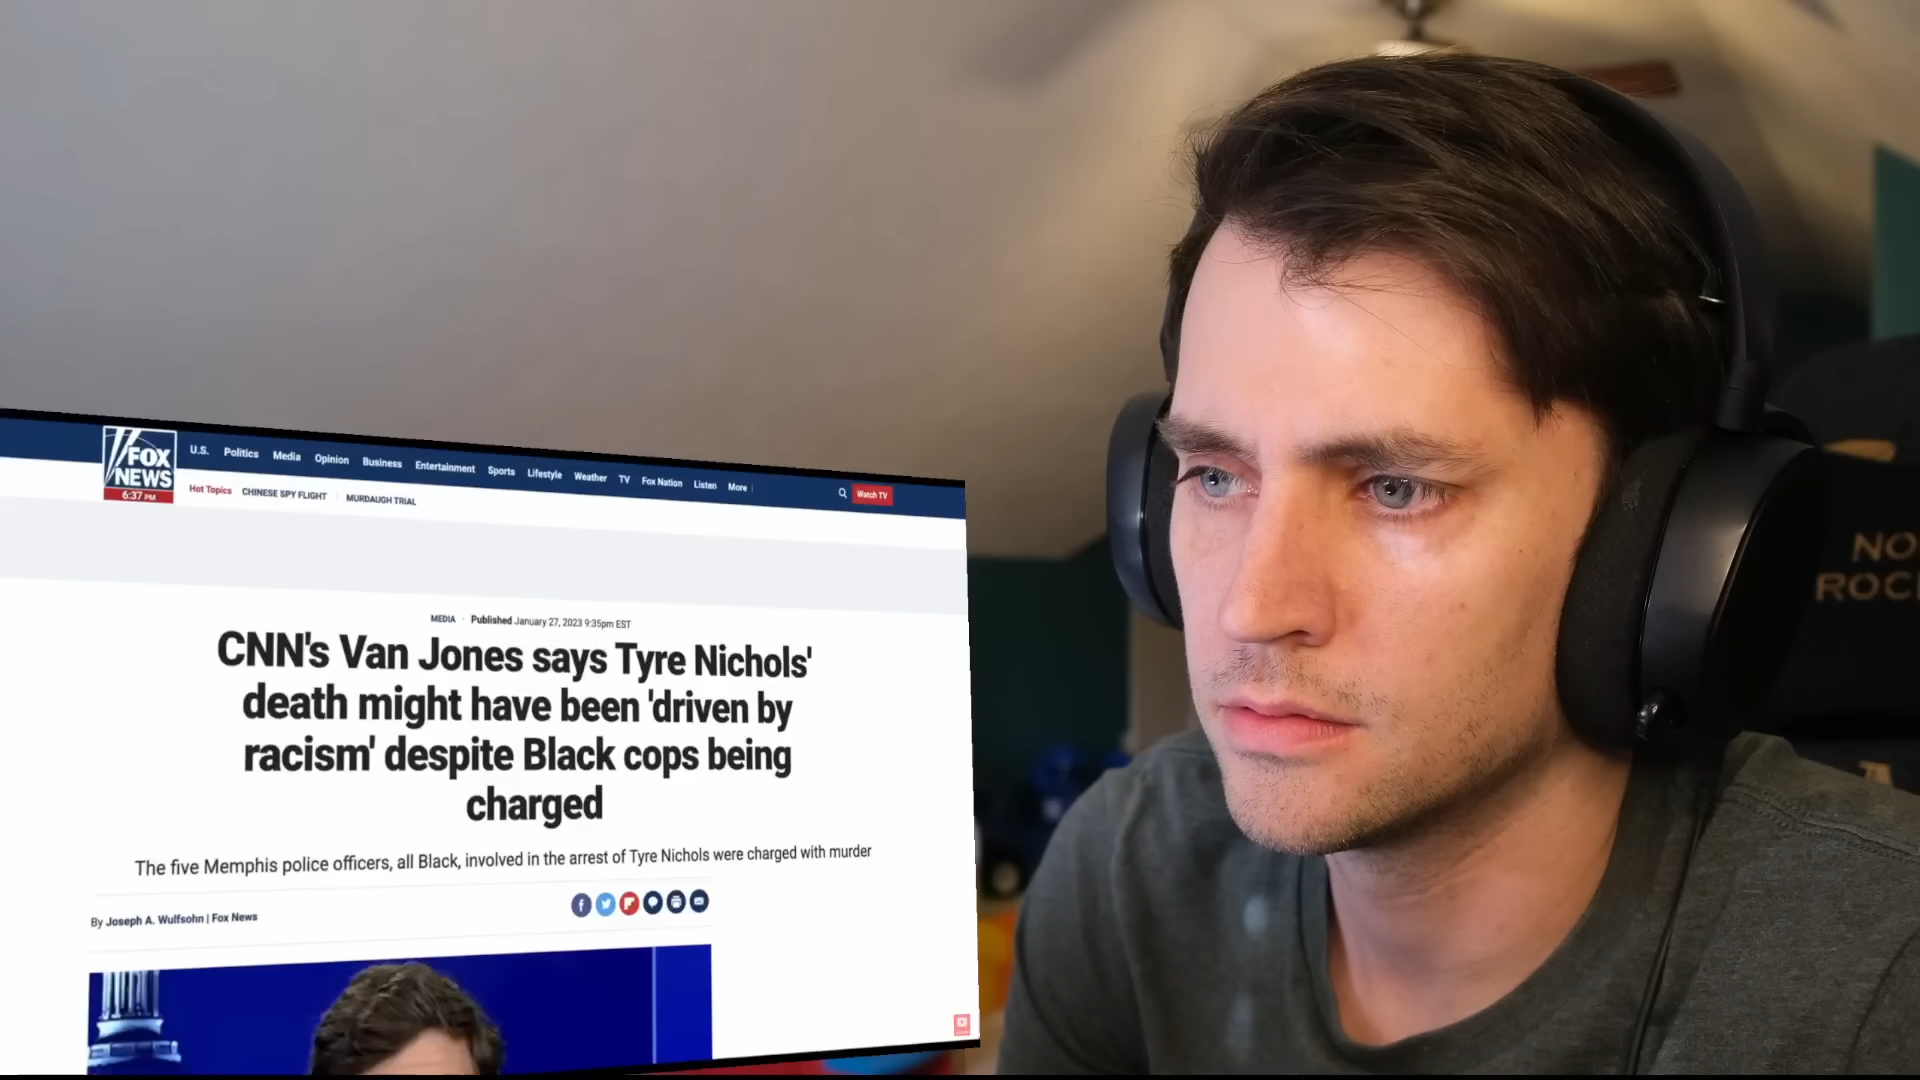 FOX
NEWS
6:37 PM
U.S. Politics Media Opinion Business Entertainment Sports Lifestyle Weather TV Fox Nation Listen More
Watch TV
Hot Topics CHINESE SPY FLIGHT MURDAUGH TRIAL
MEDIA · Published January 27, 2023 9:35pm EST
CNN's Van Jones says Tyre Nichols'
death might have been 'driven by
racism' despite Black cops being
charged
The five Memphis police officers, all Black, involved in the arrest of Tyre Nichols were charged with murder
By Joseph A. Wulfsohn | Fox News
NO
ROC